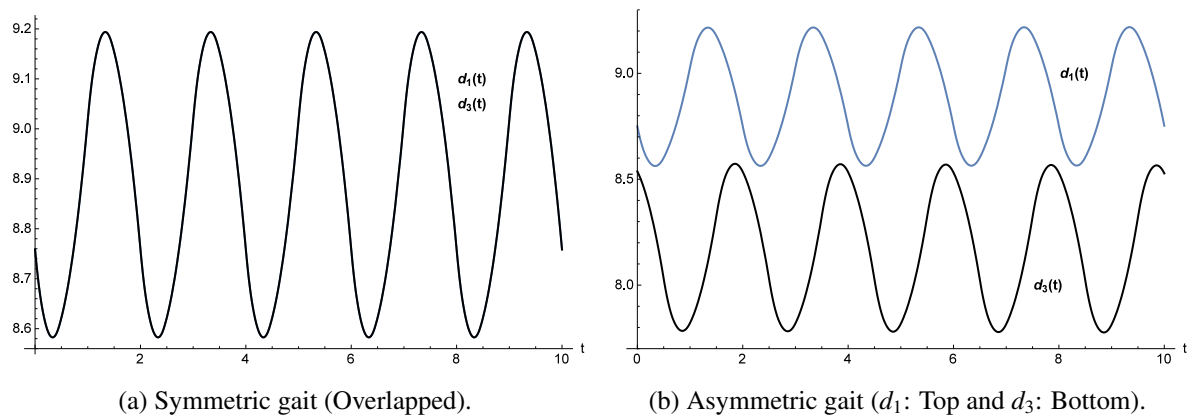 9.2
9.1
9.0
8.9
8.8
8.7
8.6
2
4
6
8
10
t
d₁(t)
d₃(t)
9.0
8.5
8.0
0
2
4
6
8
10
t
d₁(t)
d₃(t)
(a) Symmetric gait (Overlapped).
(b) Asymmetric gait (d₁: Top and d₃: Bottom).